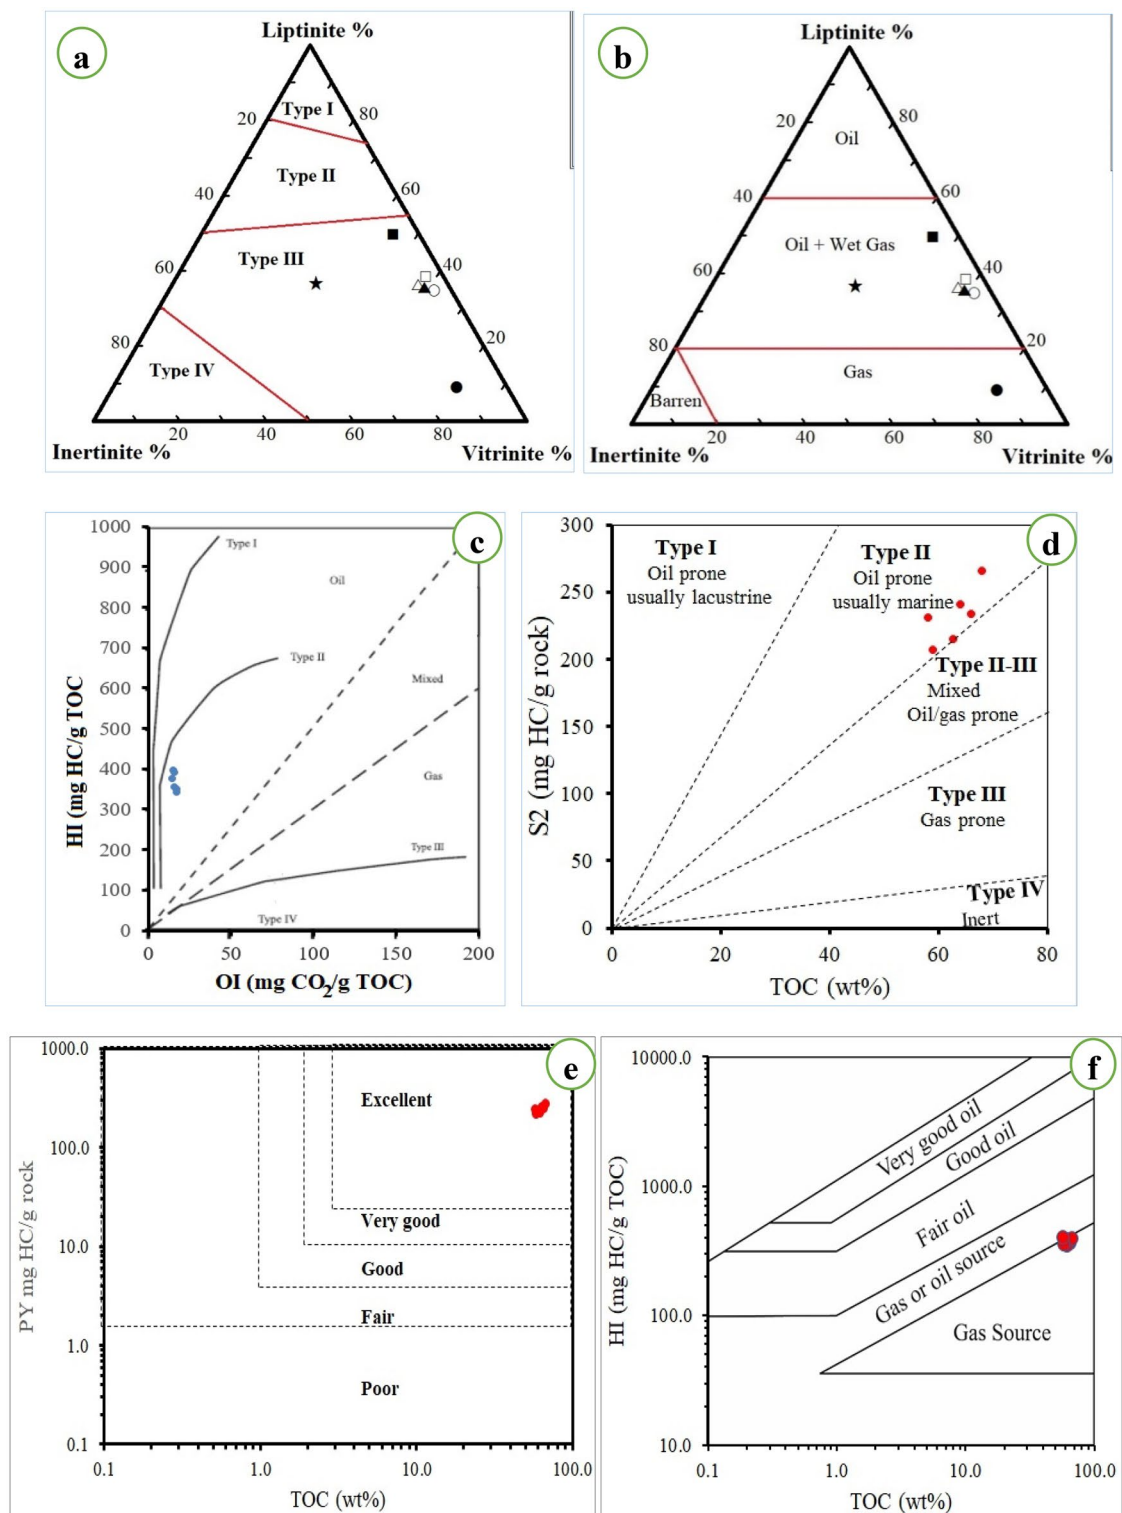 a
Liptinite %
Type I
20
80
Type II
40
60
Type III
60
40
80
20
Type IV
20
40
60
80
Inertinite %
Vitrinite %
b
Liptinite %
20
80
Oil
40
60
Oil + Wet Gas
60
40
80
20
Gas
Barren
20
40
60
80
Inertinite %
Vitrinite %
c
1000
900
800
700
600
500
400
300
200
100
0
HI (mg HC/g TOC
Type I
Oil
Type II
Mixed
Gas
Type III
Type IV
0
50
100
150
200
OI (mg CO2/g TOC)
d
300
250
200
150
100
50
0
S2 (mg HC/g rock)
Type I
Oil prone
usually lacustrine
Type II
Oil prone
usually marine
Type II-III
Mixed
Oil/gas prone
Type III
Gas prone
Type IV
Inert
0
20
40
60
80
TOC (wt%)
e
1000.0
100.0
10.0
1.0
0.1
PY mg HC/g rock
Excellent
Very good
Good
Fair
Poor
0.1
1.0
10.0
100.0
TOC (wt%)
f
10000.0
1000.0
100.0
10.0
HI (mg HC/g TOC)
Very good oil
Good oil
Fair oil
Gas or oil source
Gas Source
0.1
1.0
10.0
100.0
TOC (wt%)